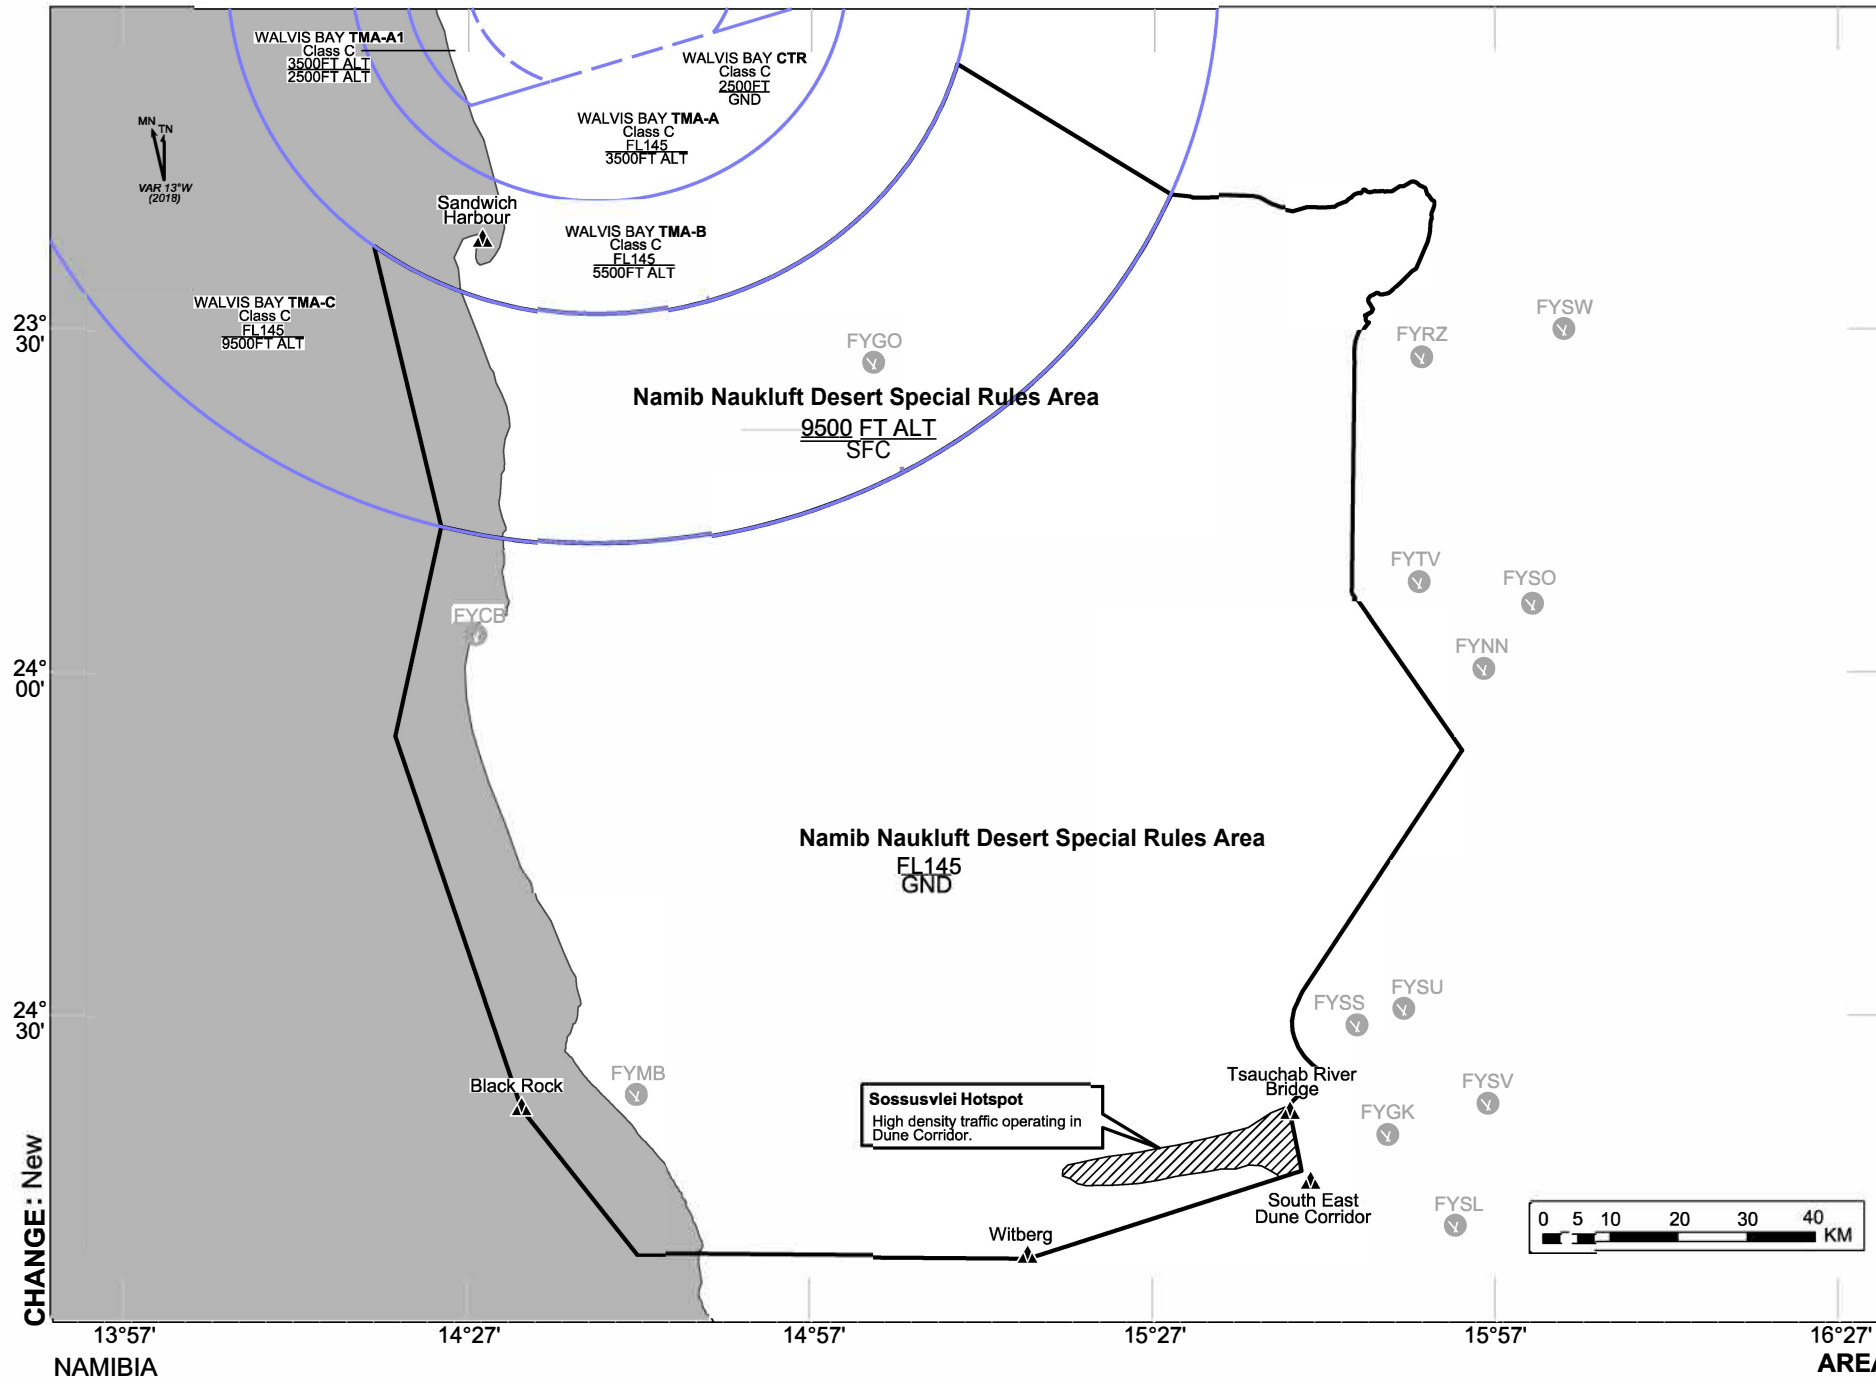 WALVIS BAY TMA-A1
Class C
3500FT ALT
2500FT ALT
WALVIS BAY CTR
Class C
2500FT
GND
WALVIS BAY TMA-A
Class C
FL145
3500FT ALT
MN
TN
VAR 13°W
(2018)
Sandwich
Harbour
WALVIS BAY TMA-B
Class C
FL145
5500FT ALT
WALVIS BAY TMA-C
Class C
FL145
9500FT ALT
23°
30'
FYGO
FYRZ
FYSW
Namib Naukluft Desert Special Rules Area
9500 FT ALT
SFC
FYTV
FYSO
FYCB
FYNN
24°
00'
Namib Naukluft Desert Special Rules Area
FL145
GND
24°
30'
FYSS
FYSU
Black Rock
FYMB
Tsauchab River
Bridge
FYSV
FYGK
Sossusvlei Hotspot
High density traffic operating in
Dune Corridor.
South East
Dune Corridor
FYSL
Witberg
0 5 10 20 30 40
KM
CHANGE: New
13°57' 14°27' 14°57' 15°27' 15°57' 16°27'
NAMIBIA
AREA